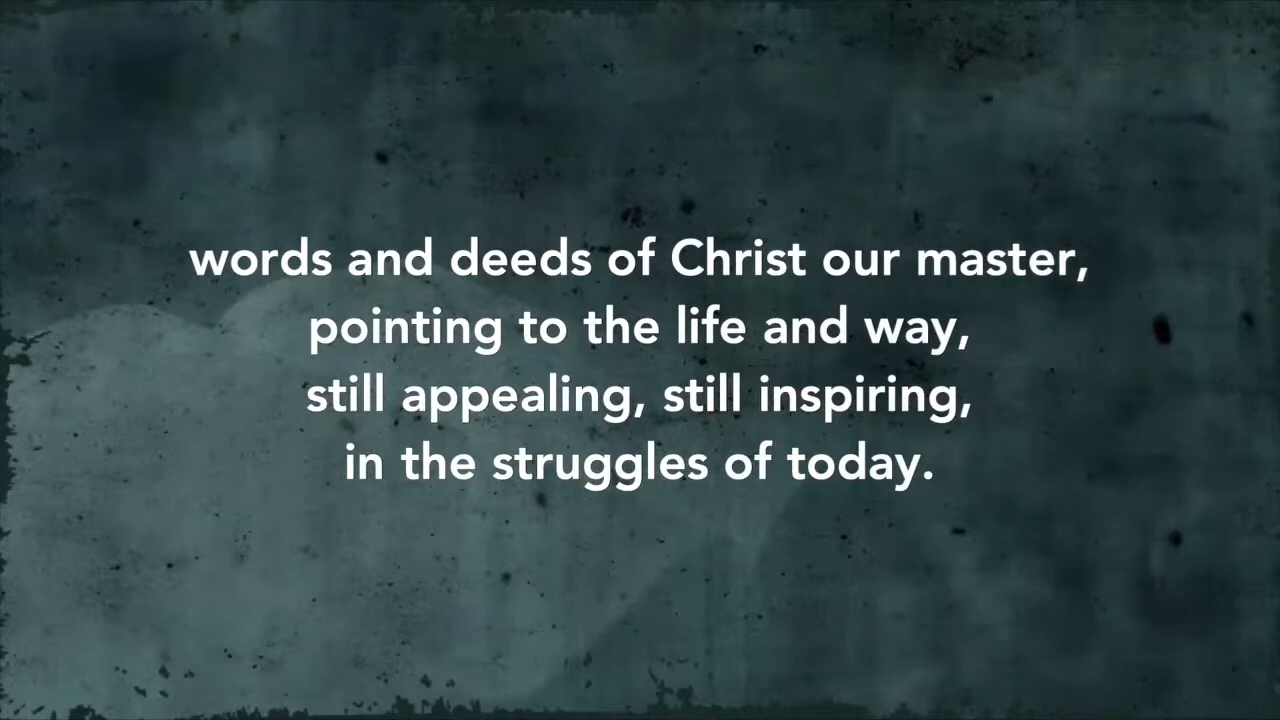 words and deeds of Christ our master,
pointing to the life and way,
still appealing, still inspiring,
in the struggles of today.